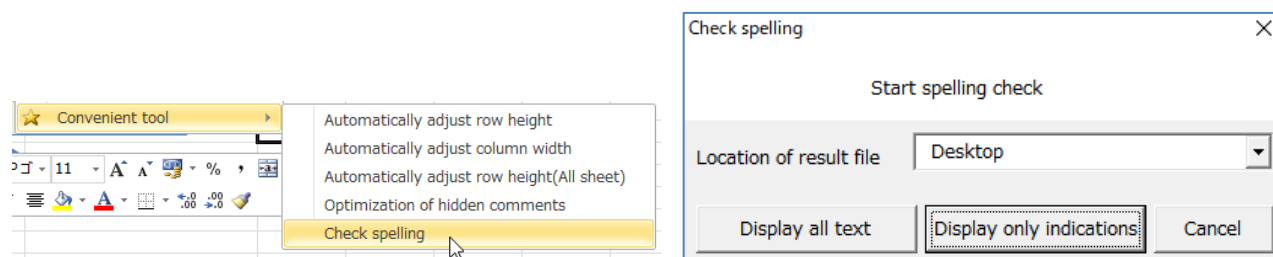 Convenient tool
Automatically adjust row height
Automatically adjust column width
Automatically adjust row height(All sheet)
Optimization of hidden comments
Check spelling
11
A A % ,
A
.00 .00
Check spelling
Start spelling check
Location of result file Desktop
Display all text Display only indications Cancel